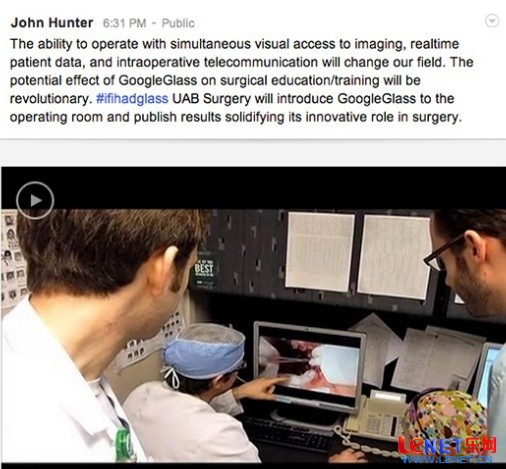 John Hunter 6:31 PM - Public
The ability to operate with simultaneous visual access to imaging, realtime
patient data, and intraoperative telecommunication will change our field. The
potential effect of GoogleGlass on surgical education/training will be
revolutionary. #ifihadglass UAB Surgery will introduce GoogleGlass to the
operating room and publish results solidifying its innovative role in surgery.
BEST
LCNET乐网